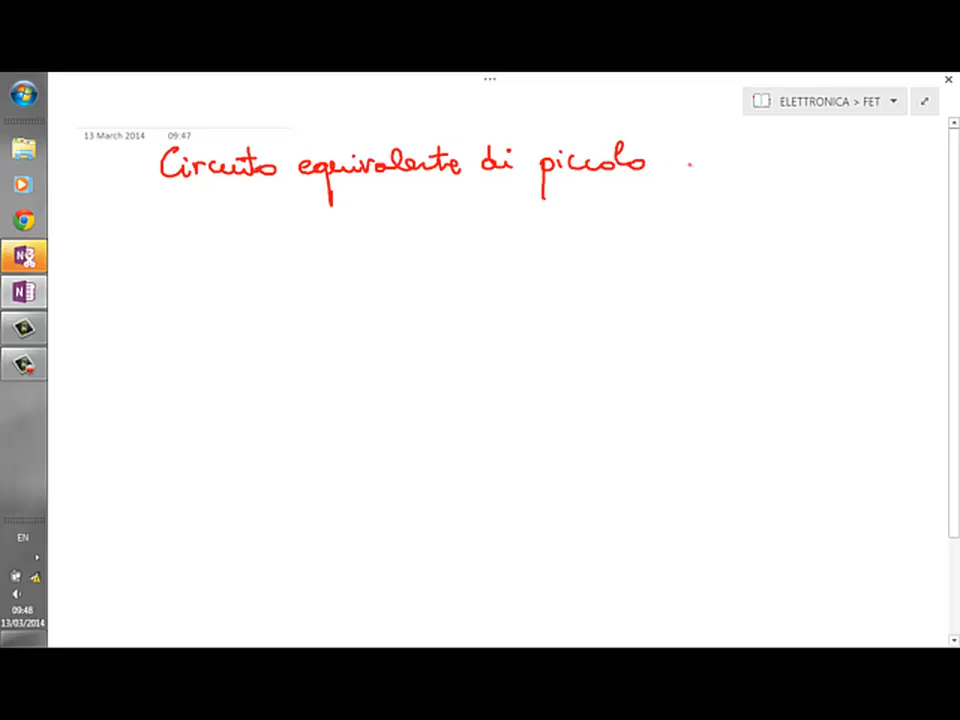 ELETTRONICA > FET
13 March 2014 09:47
Circuito equivalente di piccolo
EN
09:48
13/03/2014